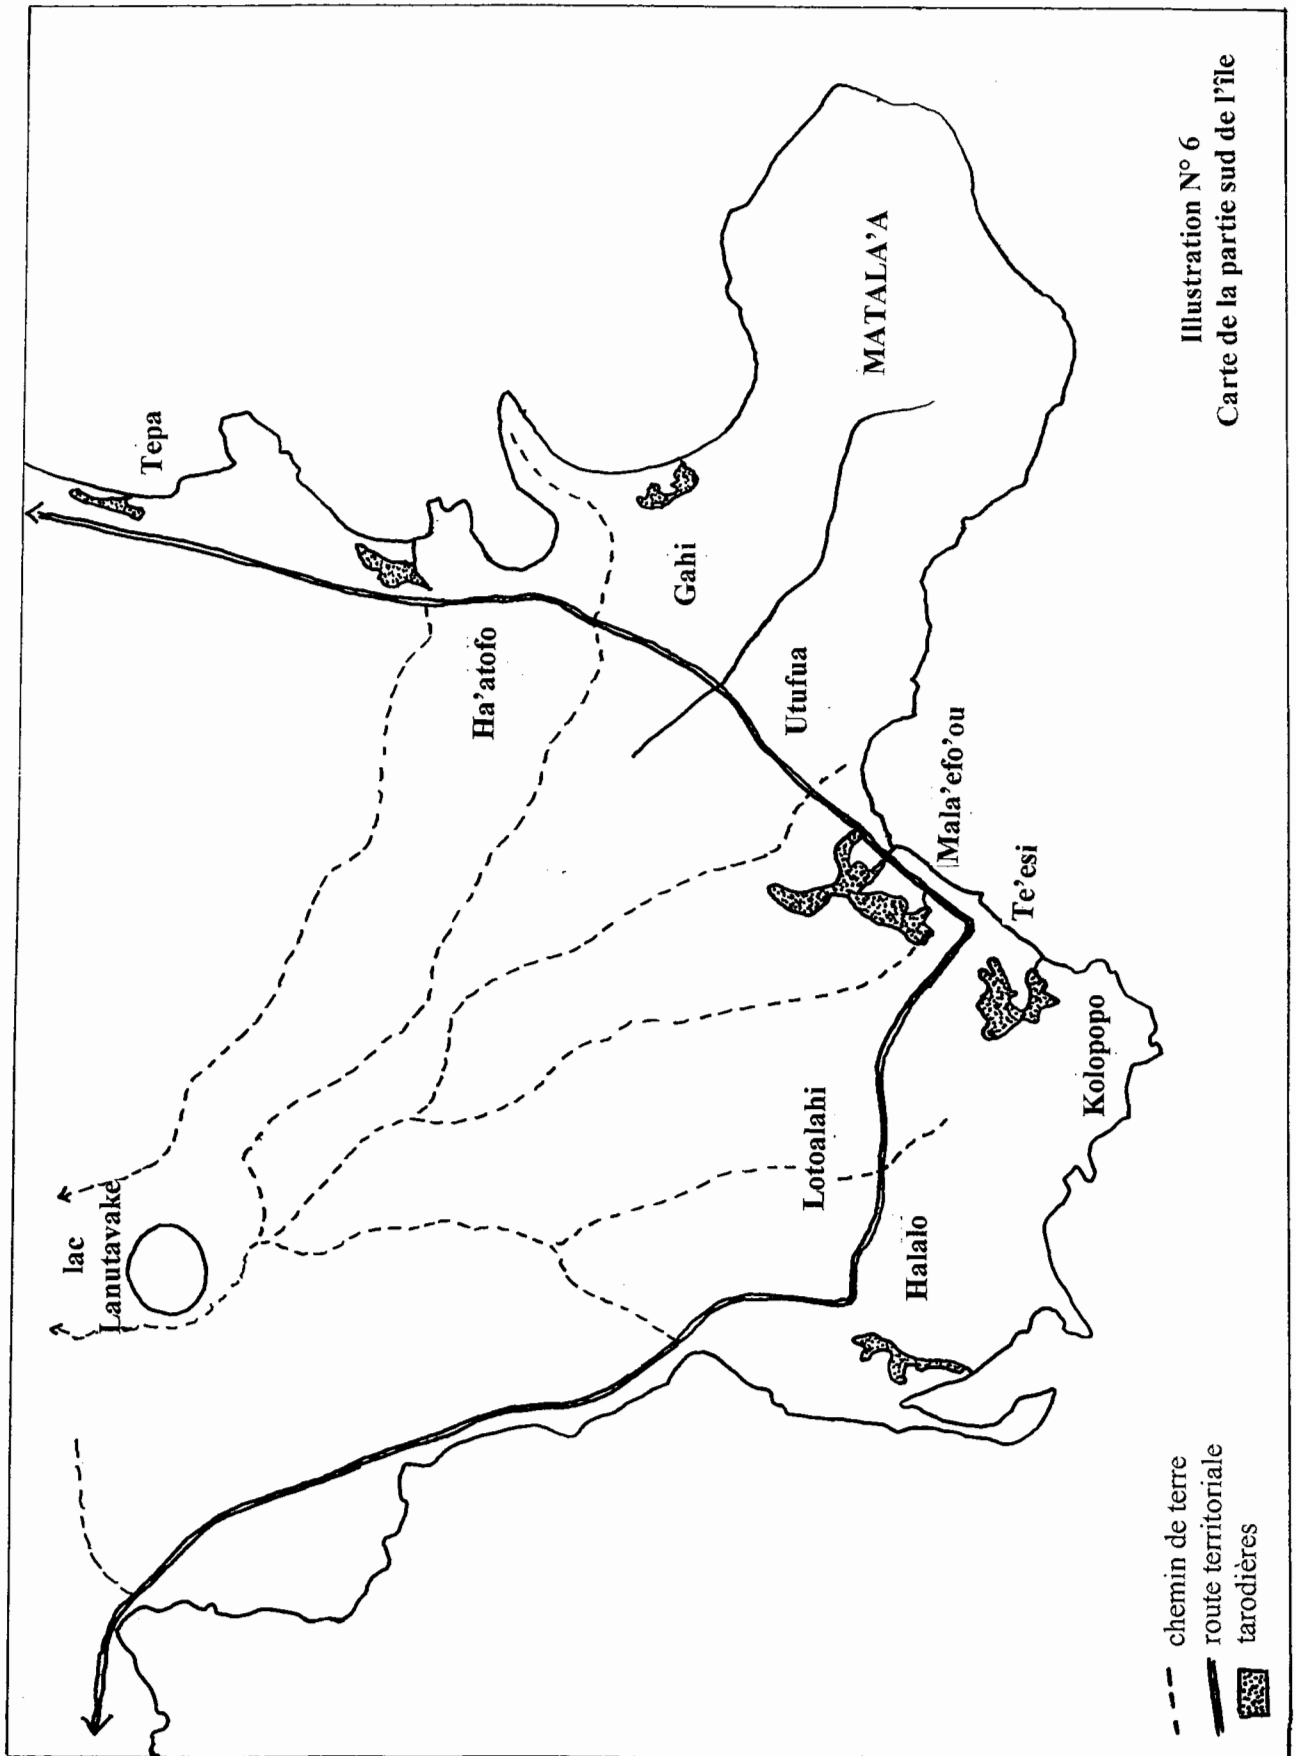 Tepa
lac
Lanutavake
Ha'atofo
Gahi
MATALA'A
Utufua
Mala'efo'ou
Te'esi
Lotoalahi
Halalo
Kolopopo
Illustration N° 6
Carte de la partie sud de l'île
chemin de terre
route territoriale
tarodières